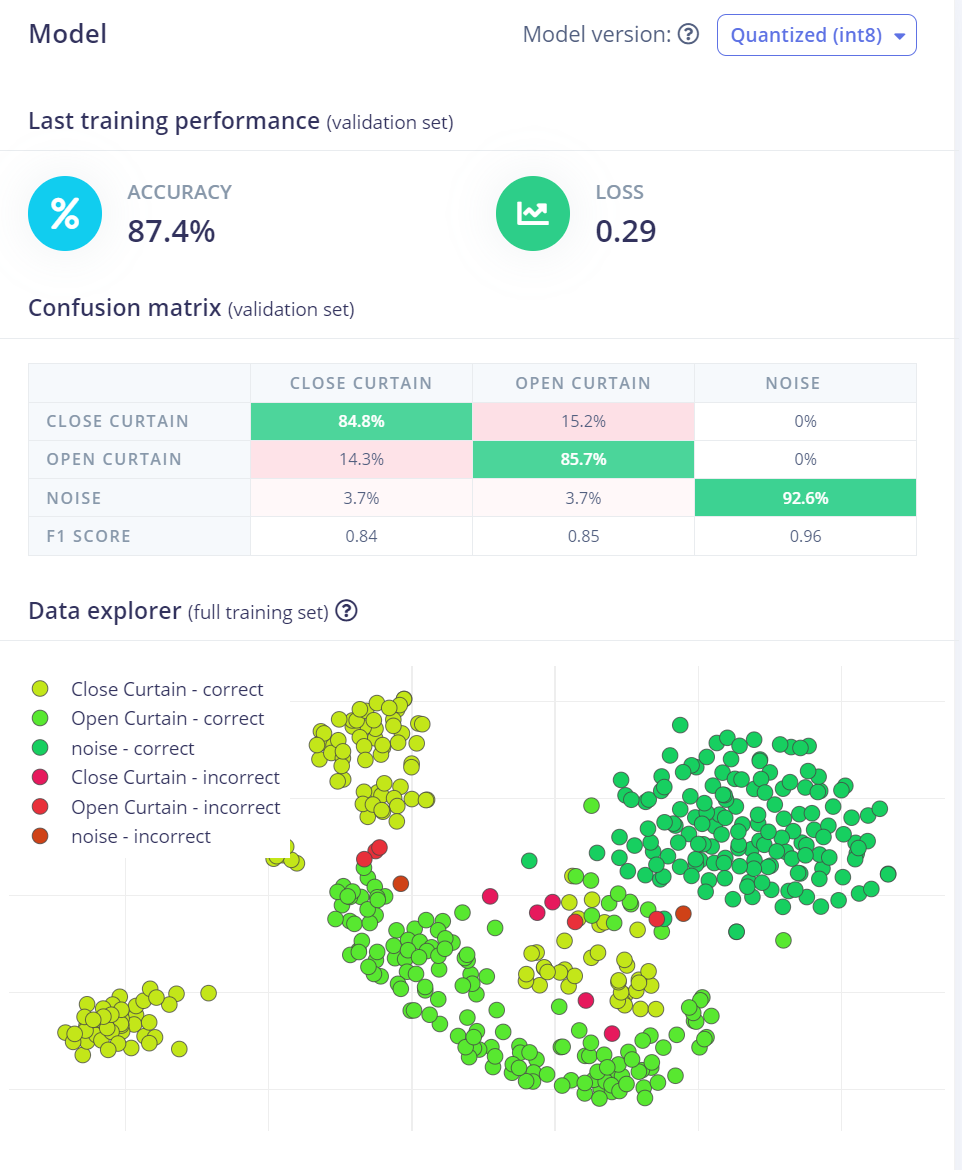 Model
Model version: ? Quantized (int8)
Last training performance (validation set)
% ACCURACY
87.4%
LOSS
0.29
Confusion matrix (validation set)
CLOSE CURTAIN OPEN CURTAIN NOISE
CLOSE CURTAIN 84.8% 15.2% 0%
OPEN CURTAIN 14.3% 85.7% 0%
NOISE 3.7% 3.7% 92.6%
F1 SCORE 0.84 0.85 0.96
Data explorer (full training set) ?
Close Curtain - correct
Open Curtain - correct
noise - correct
Close Curtain - incorrect
Open Curtain - incorrect
noise - incorrect